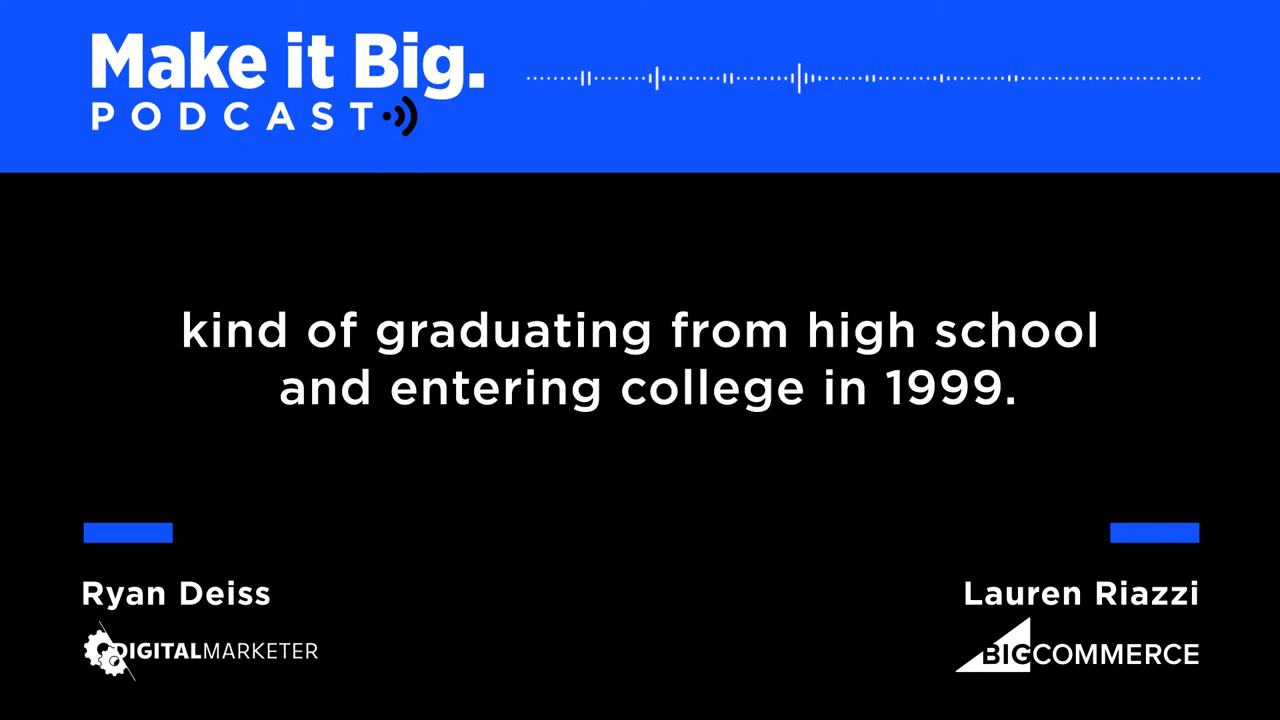 Make it Big.
PODCAST
kind of graduating from high school
and entering college in 1999.
Ryan Deiss
Lauren Riazzi
DIGITALMARKETER
BIGCOMMERCE